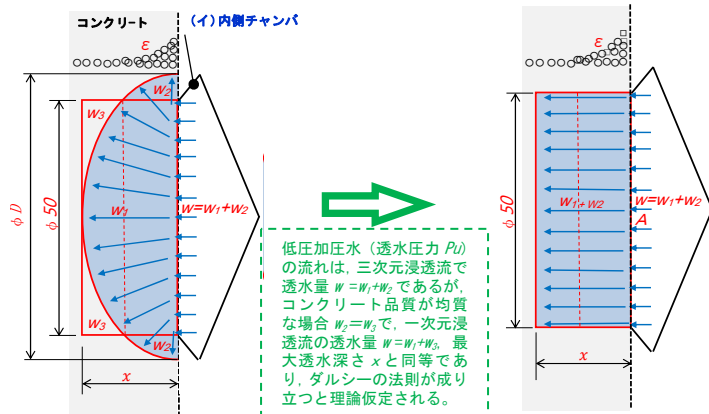 コンクリート
(イ)内側チャンバ
ε
W2
W3
W1
W=W1+W2
W3
W2
φD
φ50
x
低圧加圧水（透水圧力 Pu）
の流れは，三次元浸透流で
透水量 w =w1+w2 であるが，
コンクリート品質が均質
な場合 w2＝w3で，一次元浸
透流の透水量 w=w1+w3，最
大透水深さ x と同等であ
り，ダルシーの法則が成り
立つと理論仮定される。
ε
φ50
W1+W2
W=W1+W2
A
x